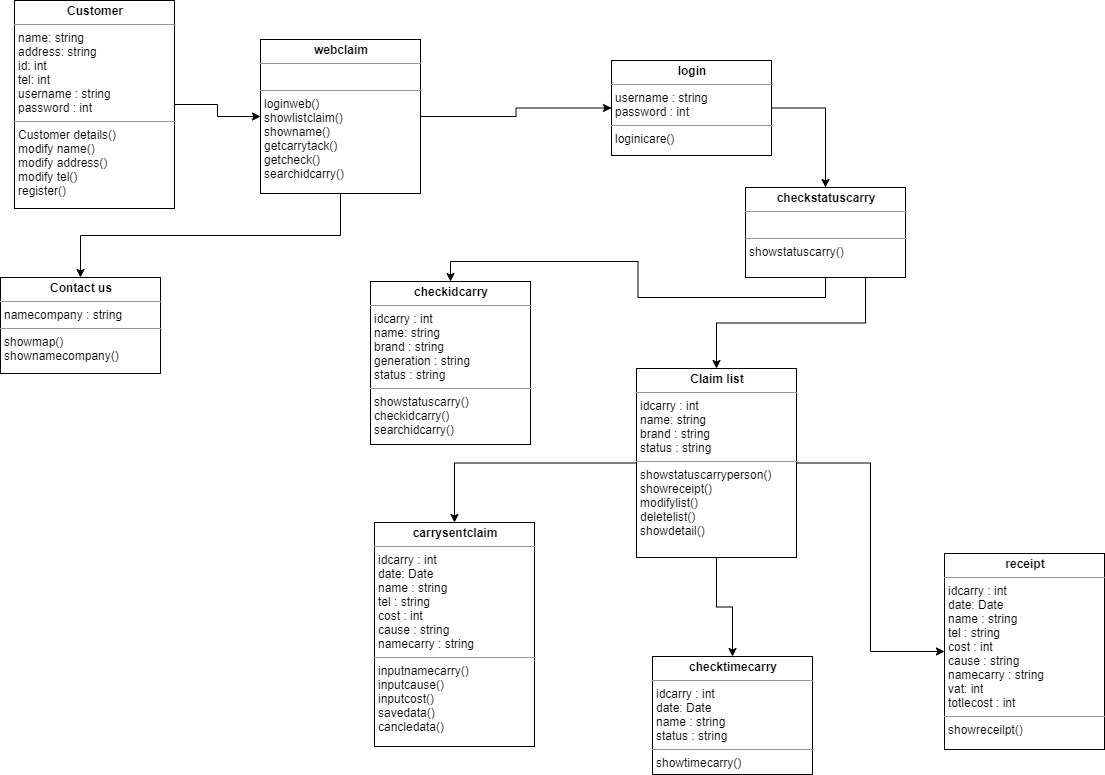 Customer
name: string
address: string
id: int
tel: int
username : string
password : int
Customer details()
modify name()
modify address()
modify tel()
register()
webclaim
loginweb()
showlistclaim()
showname()
getcarrytack()
getcheck()
searchidcarry()
login
username : string
password : int
loginicare()
checkstatuscarry
showstatuscarry()
Contact us
namecompany : string
showmap()
shownamecompany()
checkidcarry
idcarry : int
name: string
brand : string
generation : string
status : string
showstatuscarry()
checkidcarry()
searchidcarry()
Claim list
idcarry : int
name: string
brand : string
status : string
showstatuscarryperson()
showreceipt()
modifylist()
deletelist()
showdetail()
carrysentclaim
idcarry : int
date: Date
name : string
tel : string
cost : int
cause : string
namecarry : string
inputnamecarry()
inputcause()
inputcost()
savedata()
cancledata()
checktimecarry
idcarry : int
date: Date
name : string
status : string
showtimecarry()
receipt
idcarry : int
date: Date
name : string
tel : string
cost : int
cause : string
namecarry : string
vat: int
totlecost : int
showreceilpt()